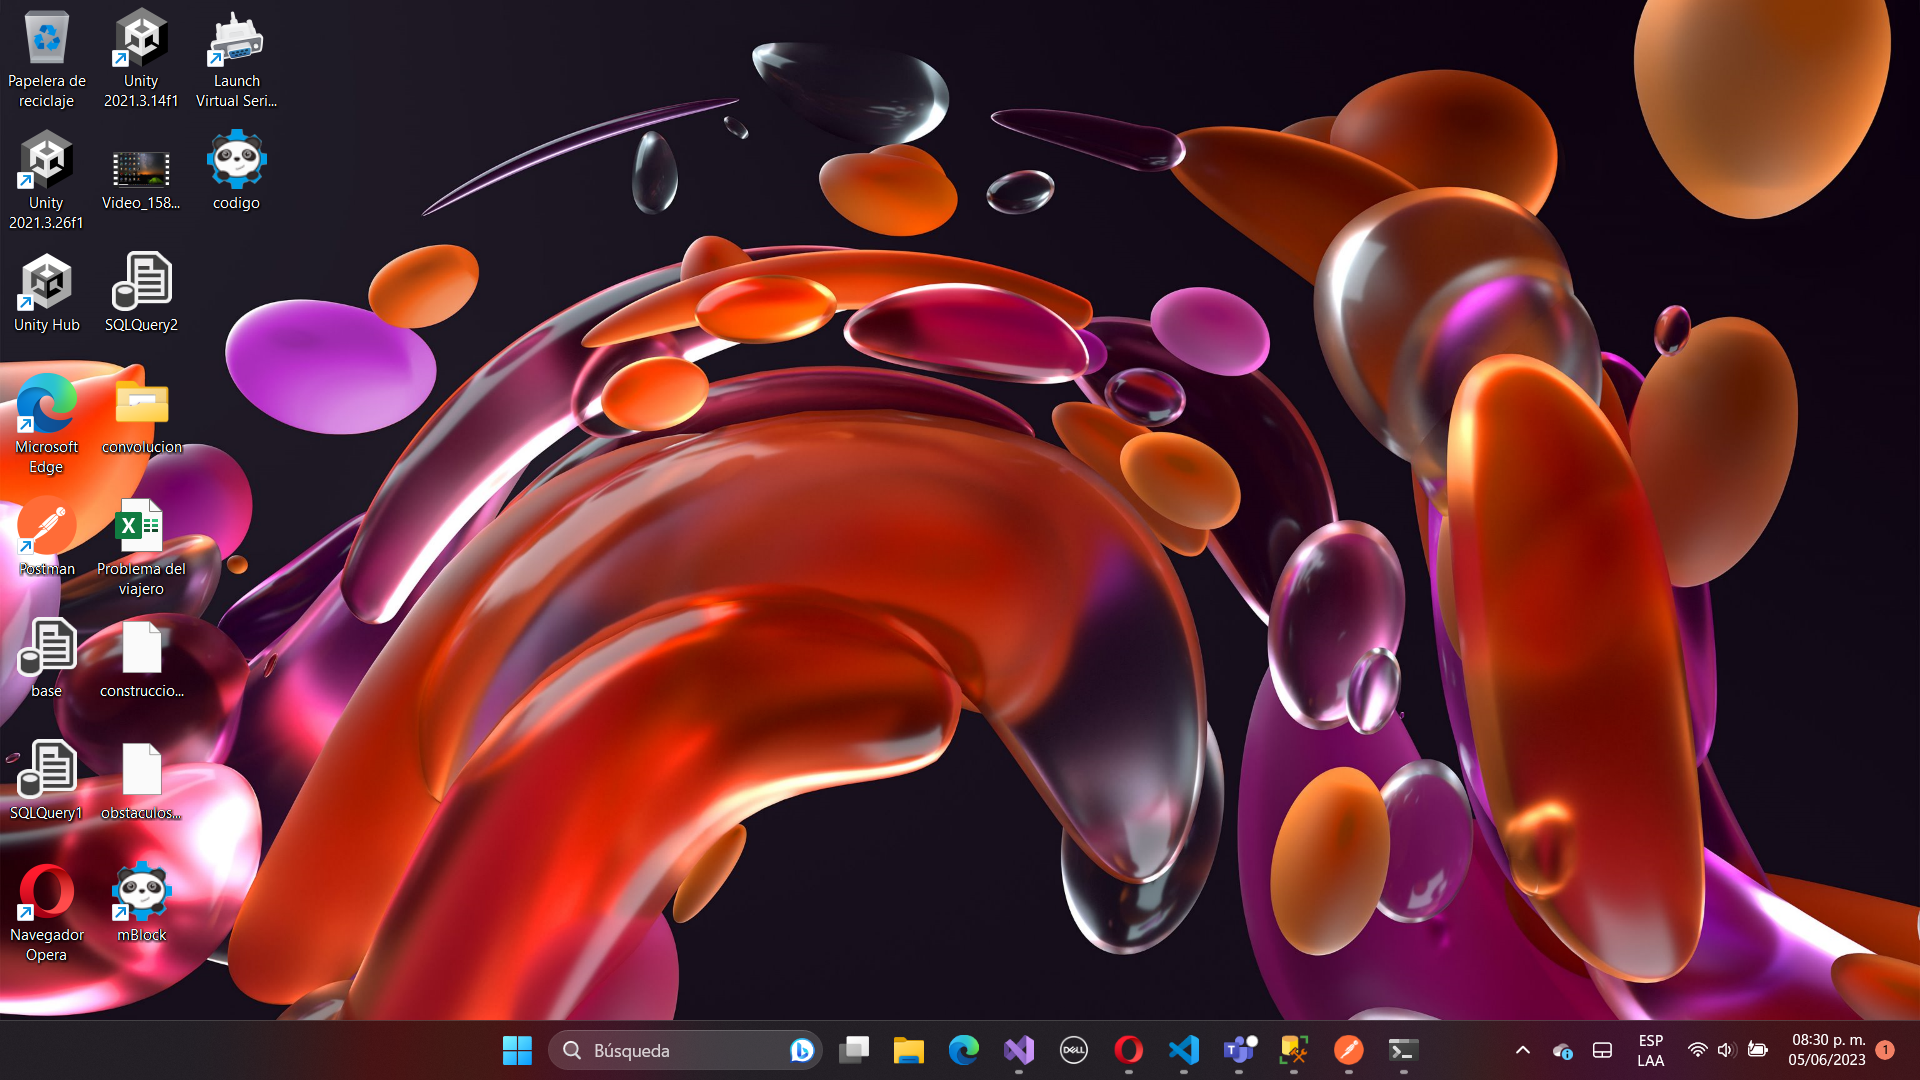 Papelera de
reciclaje
Unity
2021.3.14f1
Launch
Virtual Seri...
Unity
2021.3.26f1
Video_158...
codigo
Unity Hub
SQLQuery2
Microsoft
Edge
convolucion
Postman
Problema del
viajero
base
construccio...
SQLQuery1
obstaculos...
Navegador
Opera
mBlock
Búsqueda
DELL
ESP
LAA
08:30 p. m.
05/06/2023
1